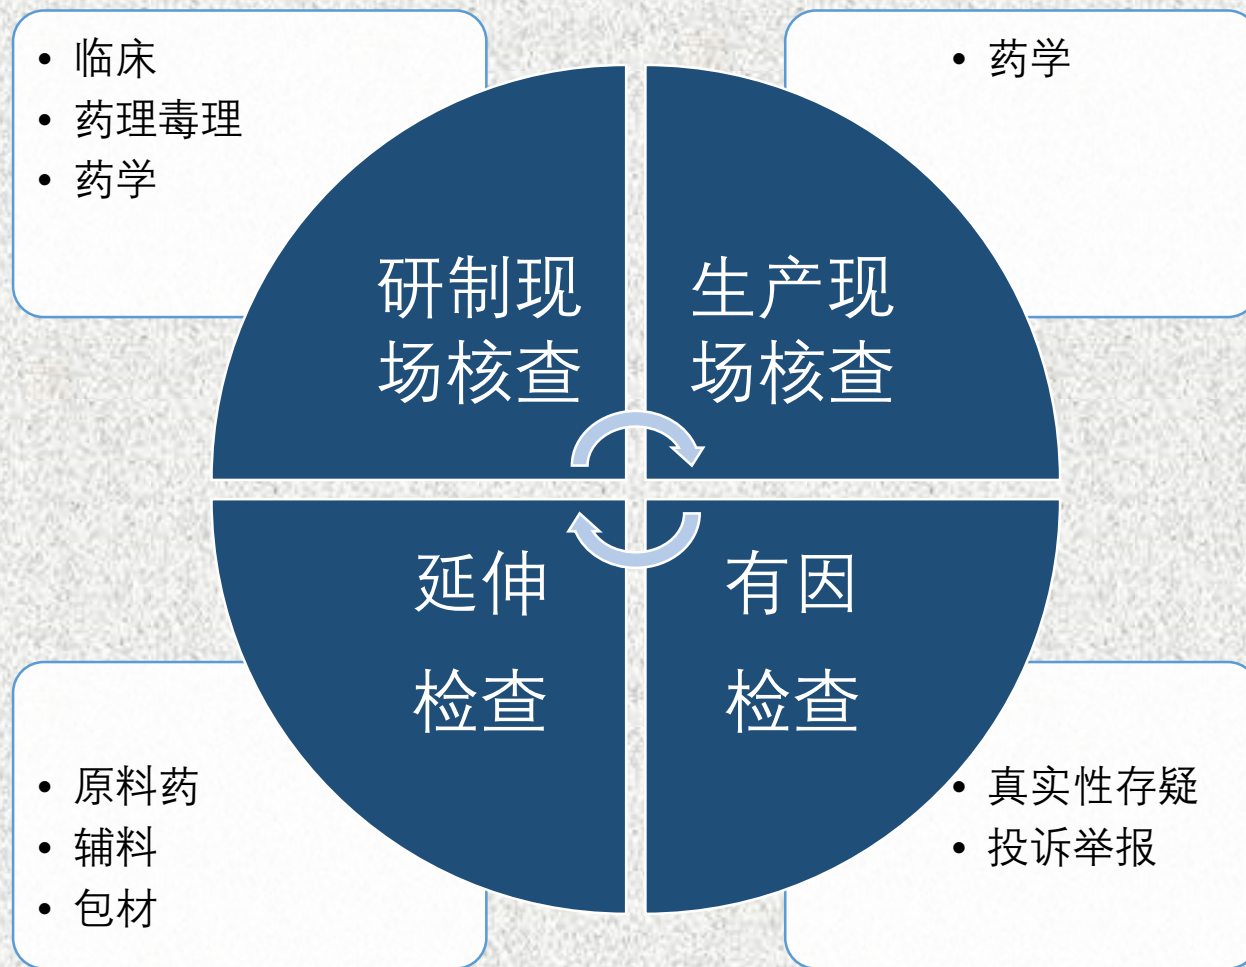 • 临床
• 药理毒理
• 药学
• 药学
研制现
场核查
生产现
场核查
延伸
检查
有因
检查
• 原料药
• 辅料
• 包材
• 真实性存疑
• 投诉举报